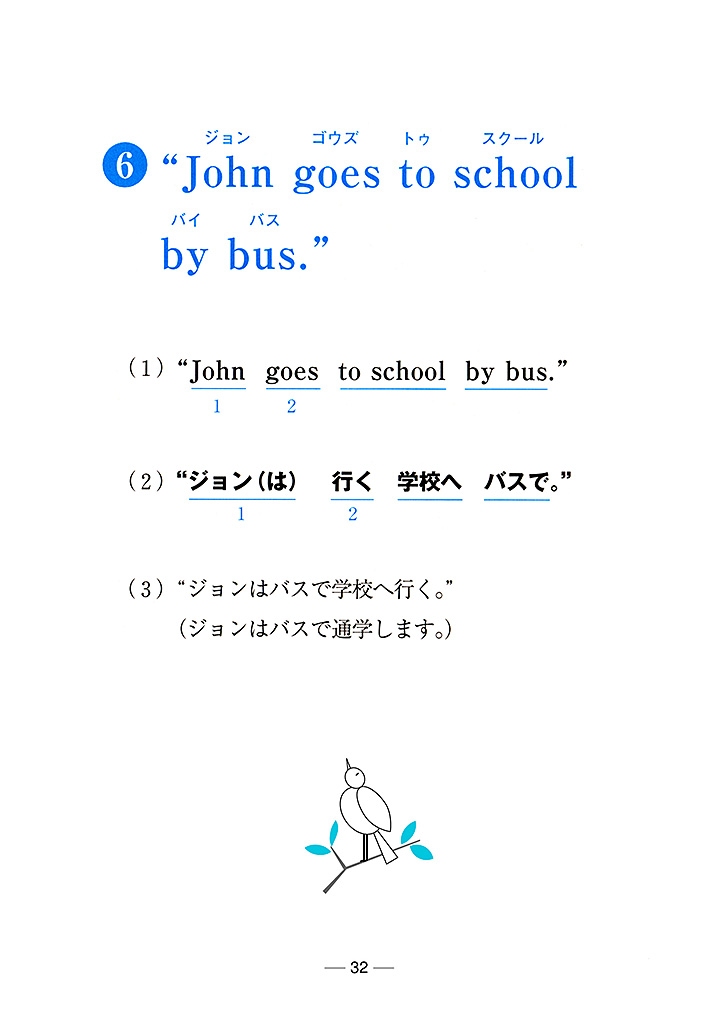 ジョン ゴウズ トゥ スクール
6 “John goes to school
バイ バス
by bus.”
(1) “John goes to school by bus.”
1 2
(2) “ジョン(は) 行く 学校へ バスで。”
1 2
(3) “ジョンはバスで学校へ行く。”
(ジョンはバスで通学します。)
— 32 —